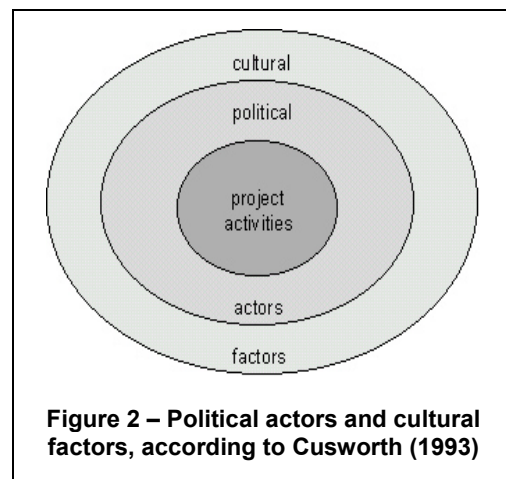 cultural
political
project
activities
actors
factors
Figure 2 – Political actors and cultural
factors, according to Cusworth (1993)